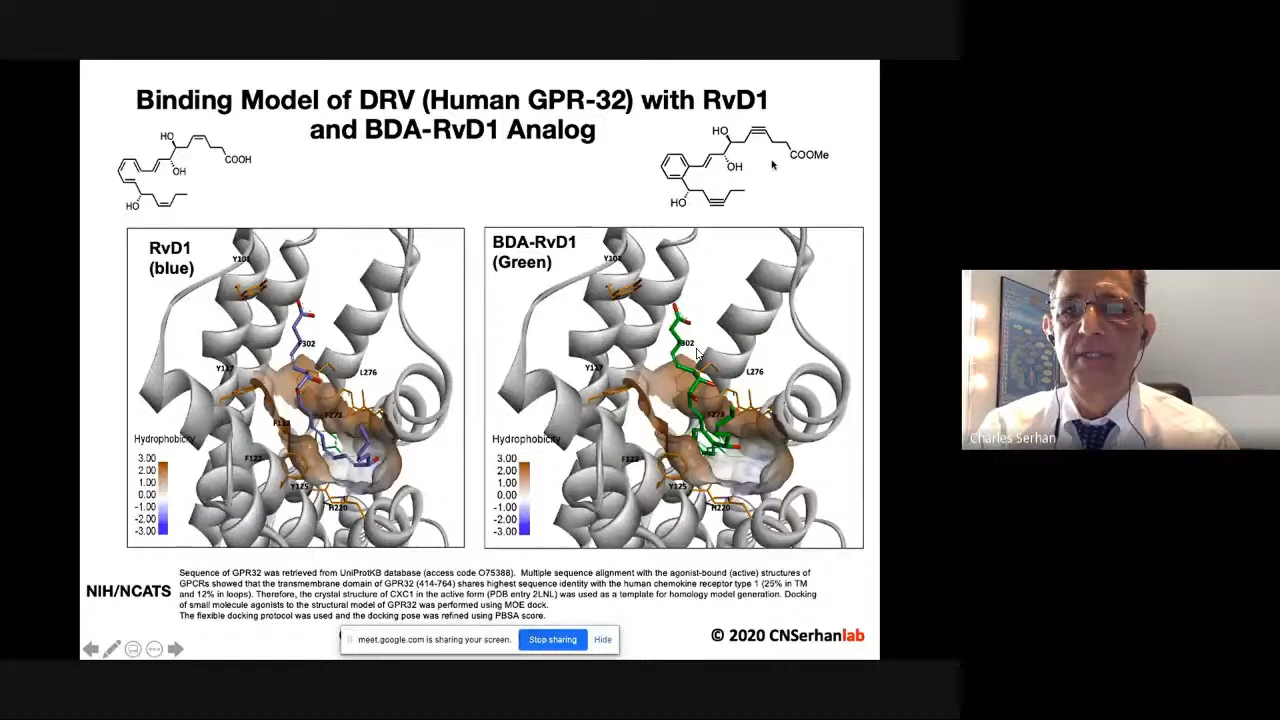 Binding Model of DRV (Human GPR-32) with RvD1
and BDA-RvD1 Analog
HO
COOH
OH
HO
HO
COOMe
OH
HO
RvD1
(blue)
Y101
F302
Y117
L276
F273
F118
Hydrophobicity
F122
3.00
2.00
1.00
0.00
-1.00
-2.00
-3.00
Y125
R220
BDA-RvD1
(Green)
Y101
F302
Y117
L276
F273
Hydrophobicity
F122
3.00
2.00
1.00
0.00
-1.00
-2.00
-3.00
Y125
R220
NIH/NCATS
Sequence of GPR32 was retrieved from UniProtKB database (access code O75388). Multiple sequence alignment with the agonist-bound (active) structures of
GPCRs showed that the transmembrane domain of GPR32 (414-764) shares highest sequence identity with the human chemokine receptor type 1 (25% in TM
and 12% in loops). Therefore, the crystal structure of CXC1 in the active form (PDB entry 2LNL) was used as a template for homology model generation. Docking
of small molecule agonists to the structural model of GPR32 was performed using MOE dock.
The flexible docking protocol was used and the docking pose was refined using PBSA score.
meet.google.com is sharing your screen.
Stop sharing
Hide
© 2020 CNSerhanlab
Charles Serhan